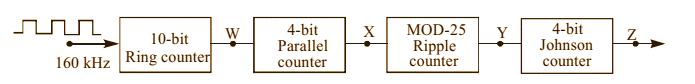 160 kHz
10-bit
Ring counter
W
4-bit
Parallel
counter
X
MOD-25
Ripple
counter
Y
4-bit
Johnson
counter
Z